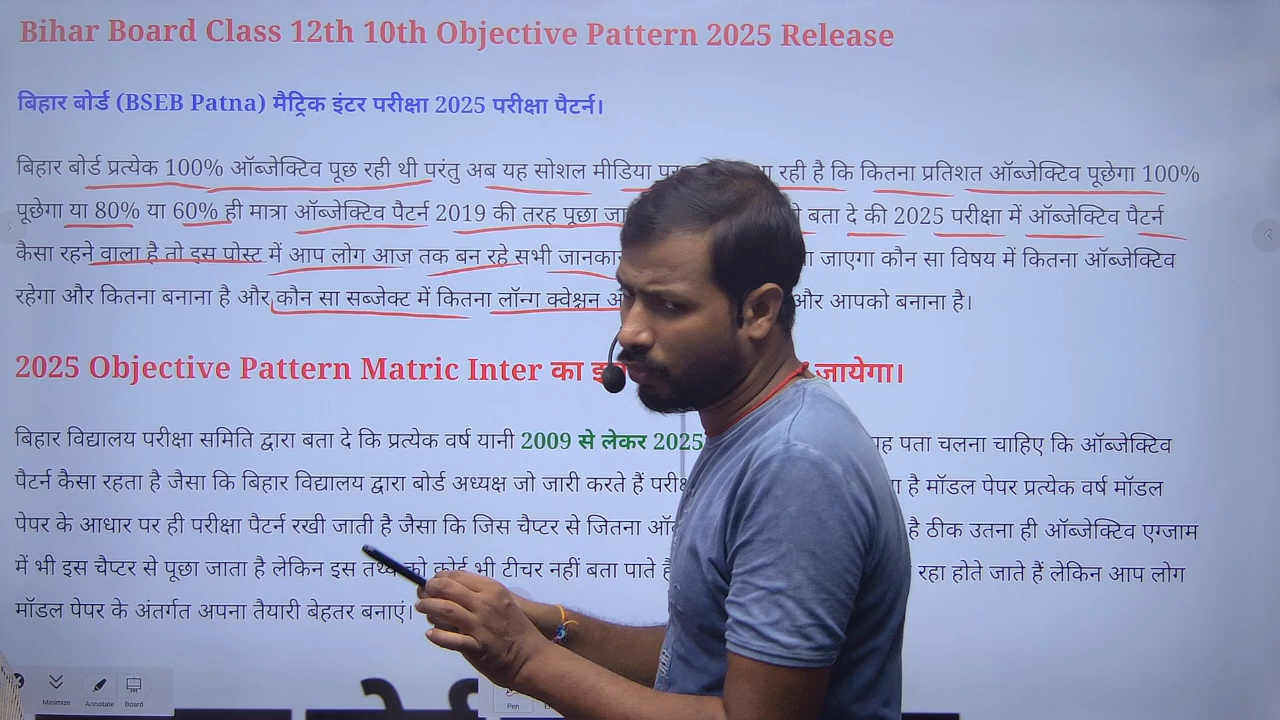 Bihar Board Class 12th 10th Objective Pattern 2025 Release
बिहार बोर्ड (BSEB Patna) मैट्रिक इंटर परीक्षा 2025 परीक्षा पैटर्न।
बिहार बोर्ड प्रत्येक 100% ऑब्जेक्टिव पूछ रही थी परंतु अब यह सोशल मीडिया पर रही है कि कितना प्रतिशत ऑब्जेक्टिव पूछेगा 100%
पूछेगा या 80% या 60% ही मात्रा ऑब्जेक्टिव पैटर्न 2019 की तरह पूछा बता दे की 2025 परीक्षा में ऑब्जेक्टिव पैटर्न
कैसा रहने वाला है तो इस पोस्ट में आप लोग आज तक बन रहे सभी जाएगा कौन सा विषय में कितना ऑब्जेक्टिव
रहेगा और कितना बनाना है और कौन सा सब्जेक्ट में कितना लॉन्ग क्वेश्चन और आपको बनाना है।
2025 Objective Pattern Matric Inter का जायेगा।
बिहार विद्यालय परीक्षा समिति द्वारा बता दे कि प्रत्येक वर्ष यानी 2009 से लेकर 2025 पता चलना चाहिए कि ऑब्जेक्टिव
पैटर्न कैसा रहता है जैसा कि बिहार विद्यालय द्वारा बोर्ड अध्यक्ष जो जारी करते हैं है मॉडल पेपर प्रत्येक वर्ष मॉडल
पेपर के आधार पर ही परीक्षा पैटर्न रखी जाती है जैसा कि जिस चैप्टर से जितना है ठीक उतना ही ऑब्जेक्टिव एग्जाम
में भी इस चैप्टर से पूछा जाता है लेकिन इस तथ्य को कोई भी टीचर नहीं बता पाते रहा होते जाते हैं लेकिन आप लोग
मॉडल पेपर के अंतर्गत अपना तैयारी बेहतर बनाएं।
Minimize Annotate Board Pen